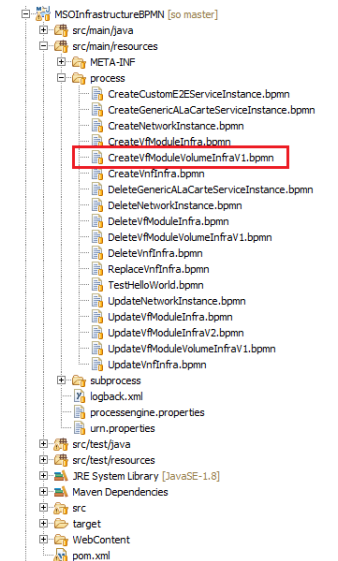 MSOInfrastructureBPMN [so master]
src/main/java
src/main/resources
META-INF
process
CreateCustomE2EServiceInstance.bpmn
CreateGenericALaCarteServiceInstance.bpmn
CreateNetworkInstance.bpmn
CreateVfModuleInfra.bpmn
CreateVfModuleVolumeInfraV1.bpmn
CreateVnfInfra.bpmn
DeleteGenericALaCarteServiceInstance.bpmn
DeleteNetworkInstance.bpmn
DeleteVfModuleInfra.bpmn
DeleteVfModuleVolumeInfraV1.bpmn
DeleteVnfInfra.bpmn
ReplaceVnfInfra.bpmn
TestHelloWorld.bpmn
UpdateNetworkInstance.bpmn
UpdateVfModuleInfra.bpmn
UpdateVfModuleInfraV2.bpmn
UpdateVfModuleVolumeInfraV1.bpmn
UpdateVnfInfra.bpmn
subprocess
logback.xml
processengine.properties
urn.properties
src/test/java
src/test/resources
JRE System Library [JavaSE-1.8]
Maven Dependencies
src
target
WebContent
pom.xml